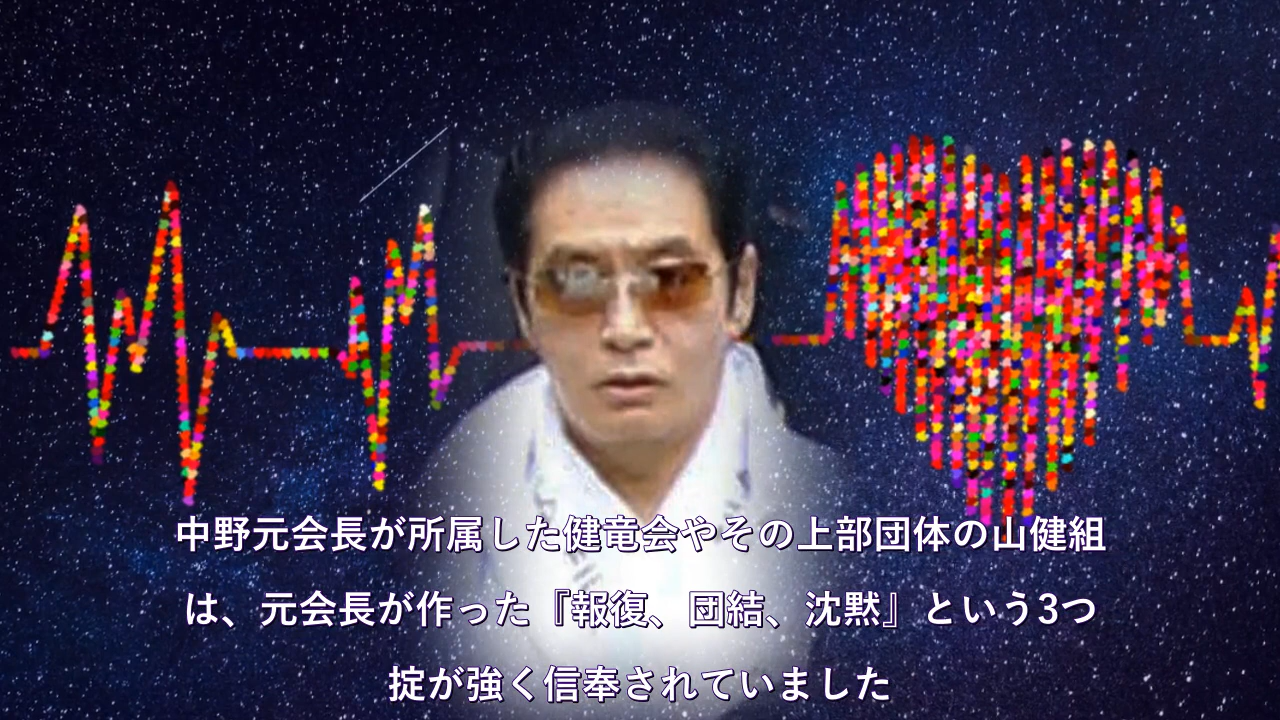 中野元会長が所属した健竜会やその上部団体の山健組
は、元会長が作った『報復、団結、沈黙』という3つ
掟が強く信奉されていました